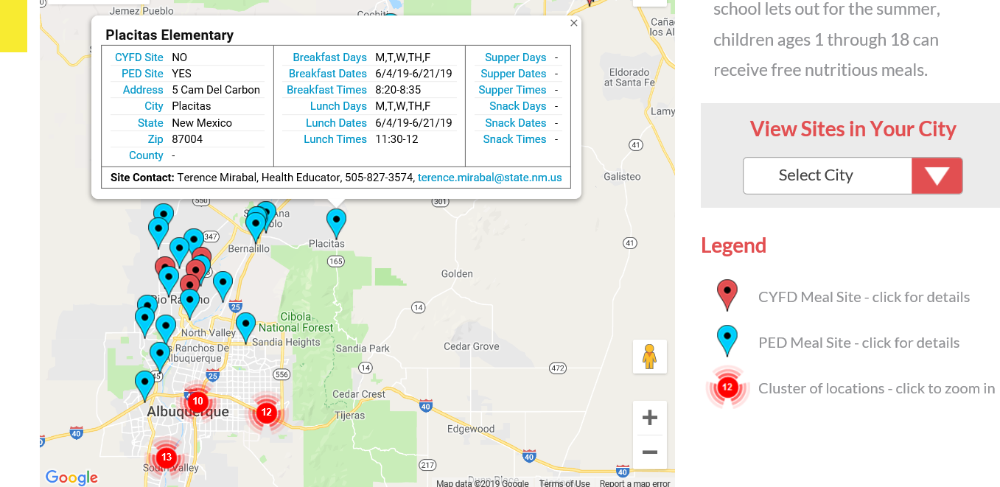 Jemez Pueblo
Cochiti
Placitas Elementary
CYFD Site NO
PED Site YES
Address 5 Cam Del Carbon
City Placitas
State New Mexico
Zip 87004
County -
Breakfast Days M,T,W,TH,F
Breakfast Dates 6/4/19-6/21/19
Breakfast Times 8:20-8:35
Lunch Days M,T,W,TH,F
Lunch Dates 6/4/19-6/21/19
Lunch Times 11:30-12
Supper Days -
Supper Dates -
Supper Times -
Snack Days -
Snack Dates -
Snack Times -
Site Contact: Terence Mirabal, Health Educator, 505-827-3574, terence.mirabal@state.nm.us
Eldorado
at Santa Fe
Lamy
41
Galisteo
550
301
347
Bernalillo
Placitas
165
41
Golden
14
25
Cibola
National Forest
North Valley
Sandia Heights
s Ranchos De
Albuquerque
Sandia Park
Cedar Grove
14
472
45
25
556
Albuquerque
10
12
Cedar Crest
40
Tijeras
Edgewood
40
40
13
South Valley
217
40
Google
Map data ©2019 Google
Terms of Use
Report a map error
school lets out for the summer,
children ages 1 through 18 can
receive free nutritious meals.
View Sites in Your City
Select City
Legend
CYFD Meal Site - click for details
PED Meal Site - click for details
12
Cluster of locations - click to zoom in